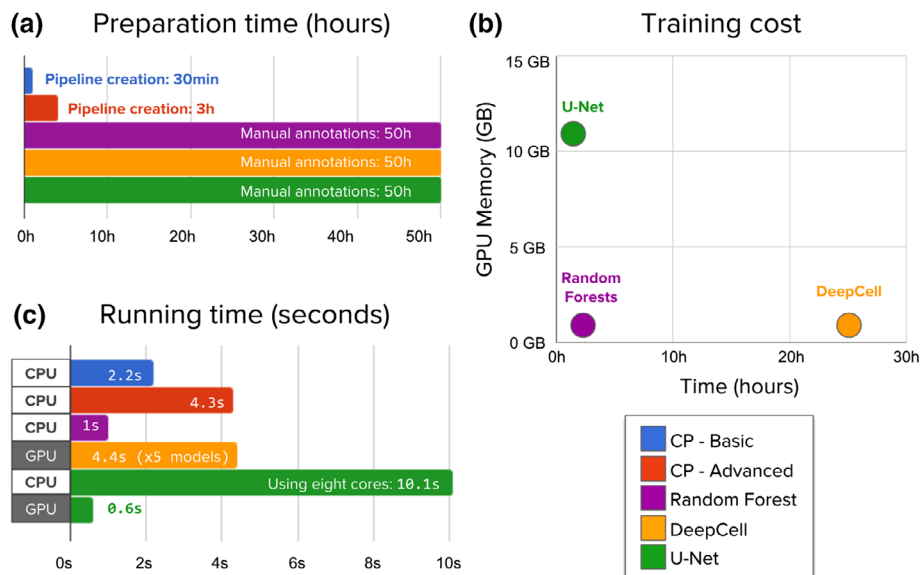 (a) Preparation time (hours)
Pipeline creation: 30min
Pipeline creation: 3h
Manual annotations: 50h
Manual annotations: 50h
Manual annotations: 50h
0h 10h 20h 30h 40h 50h
(b) Training cost
GPU Memory (GB)
15 GB
10 GB
5 GB
0 GB
U-Net
Random
Forests
DeepCell
0h 10h 20h 30h
Time (hours)
(c) Running time (seconds)
CPU 2.2s
CPU 4.3s
CPU 1s
GPU 4.4s (x5 models)
CPU Using eight cores: 10.1s
GPU 0.6s
0s 2s 4s 6s 8s 10s
CP - Basic
CP - Advanced
Random Forest
DeepCell
U-Net